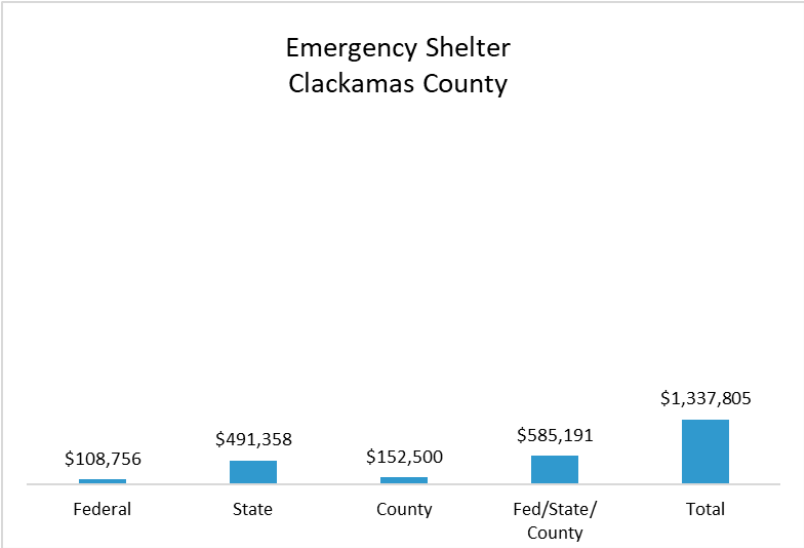 Emergency Shelter
Clackamas County
$1,337,805
$585,191
$491,358
$152,500
$108,756
Federal
State
County
Fed/State/
County
Total